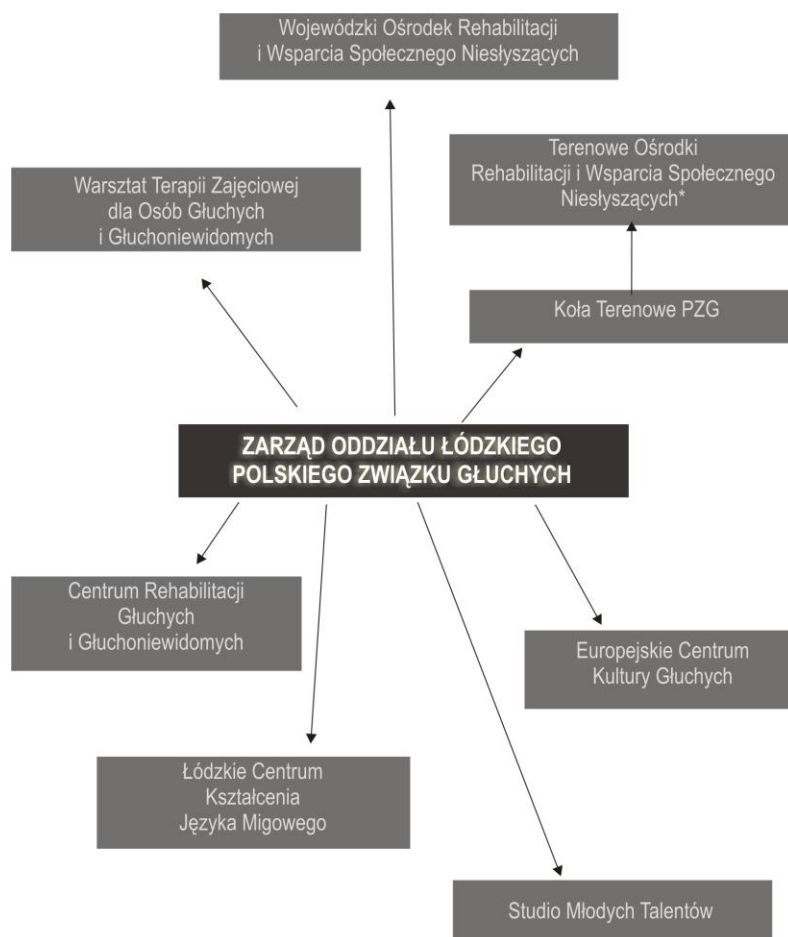 Wojewódzki Ośrodek Rehabilitacji
i Wsparcia Społecznego Niesłyszących
Terenowe Ośrodki
Rehabilitacji i Wsparcia Społecznego
Niesłyszących*
Warsztat Terapii Zajęciowej
dla Osób Głuchych
i Głuchoniewidomych
Koła Terenowe PZG
ZARZĄD ODDZIAŁU ŁÓDZKIEGO
POLSKIEGO ZWIĄZKU GŁUCHYCH
Centrum Rehabilitacji
Głuchych
i Głuchoniewidomych
Europejskie Centrum
Kultury Głuchych
Łódzkie Centrum
Kształcenia
Języka Migowego
Studio Młodych Talentów